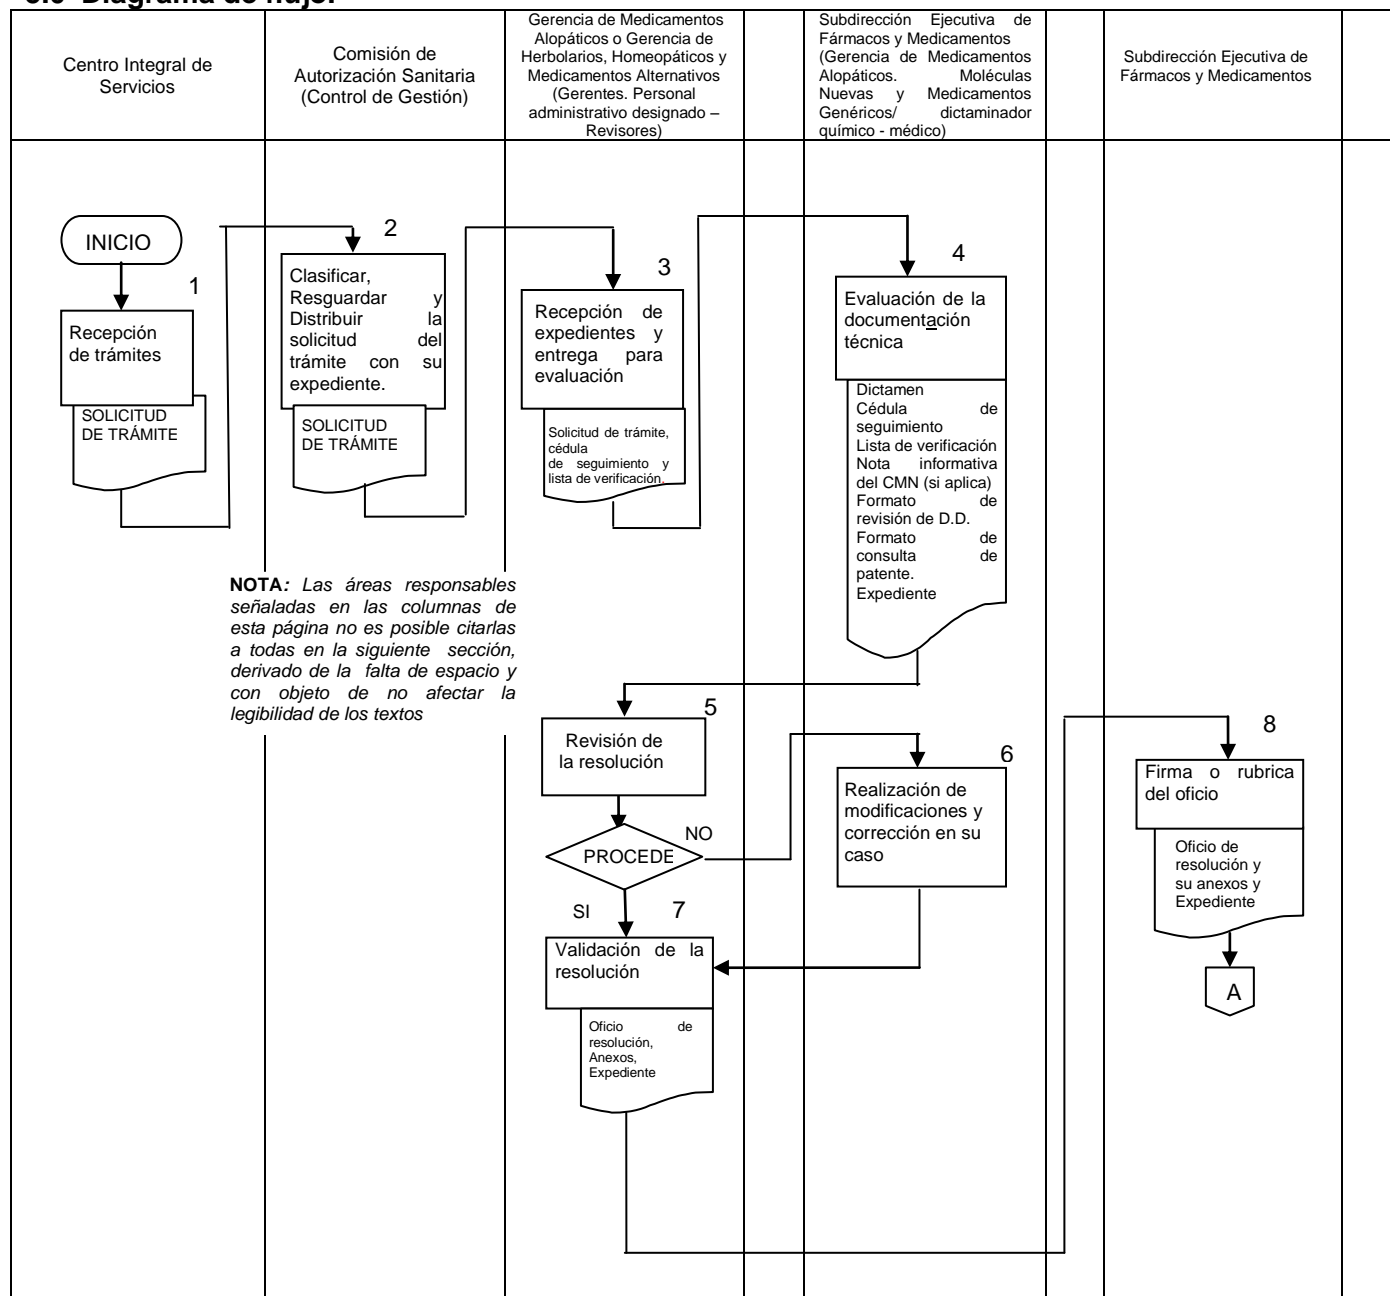 Diagrama de flujo.
Centro Integral de
Servicios
Comisión de
Autorización Sanitaria
(Control de Gestión)
Gerencia de Medicamentos
Alopáticos o Gerencia de
Herbolarios, Homeopáticos y
Medicamentos Alternativos
(Gerentes. Personal
administrativo designado –
Revisores)
Subdirección Ejecutiva de
Fármacos y Medicamentos
(Gerencia de Medicamentos
Alopáticos. Moléculas
Nuevas y Medicamentos
Genéricos/ dictaminador
químico - médico)
Subdirección Ejecutiva de
Fármacos y Medicamentos
INICIO
1
Recepción
de trámites
SOLICITUD
DE TRÁMITE
2
Clasificar,
Resguardar y
Distribuir la
solicitud del
trámite con su
expediente.
SOLICITUD
DE TRÁMITE
3
Recepción de
expedientes y
entrega para
evaluación
Solicitud de trámite,
cédula
de seguimiento y
lista de verificación.
4
Evaluación de la
documentación
técnica
Dictamen
Cédula de
seguimiento
Lista de verificación
Nota informativa
del CMN (si aplica)
Formato de
revisión de D.D.
Formato de
consulta de
patente.
Expediente
NOTA: Las áreas responsables
señaladas en las columnas de
esta página no es posible citarlas
a todas en la siguiente sección,
derivado de la falta de espacio y
con objeto de no afectar la
legibilidad de los textos
5
Revisión de
la resolución
PROCEDE
NO
SI
6
Realización de
modificaciones y
corrección en su
caso
7
Validación de la
resolución
Oficio de
resolución,
Anexos,
Expediente
8
Firma o rubrica
del oficio
Oficio de
resolución y
su anexos y
Expediente
A